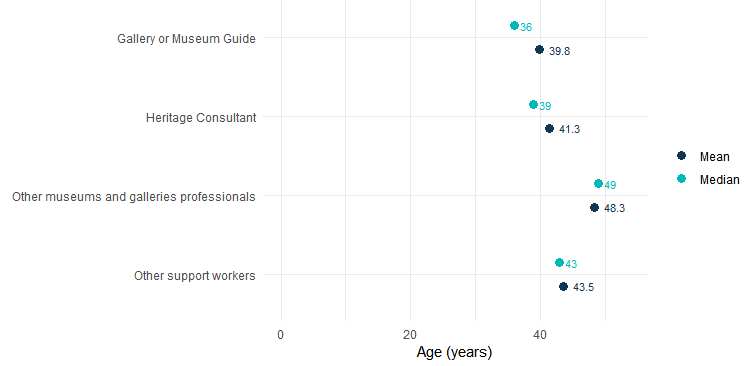 Gallery or Museum Guide
36
39.8
Heritage Consultant
39
41.3
Other museums and galleries professionals
49
48.3
Other support workers
43
43.5
0 20 40
Age (years)
Mean
Median